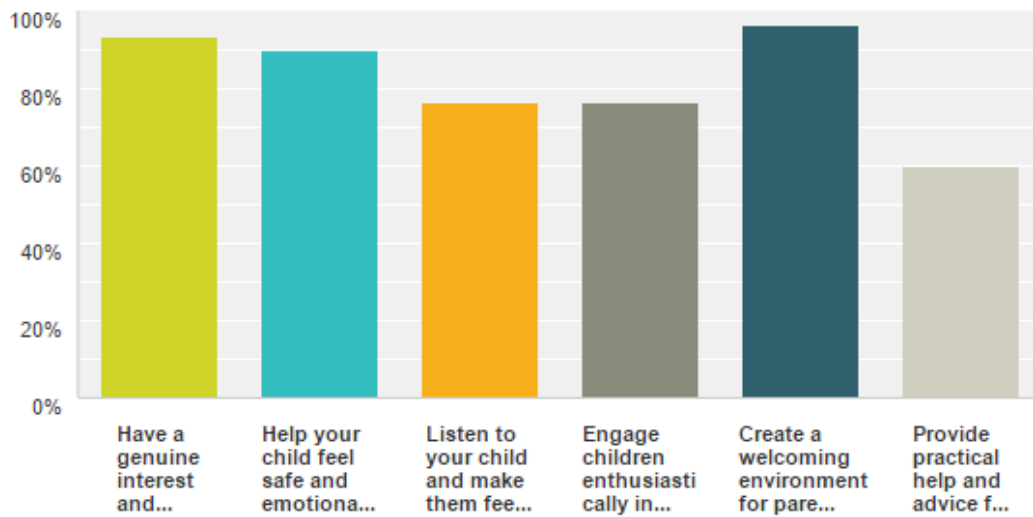 100%
80%
60%
40%
20%
0%
Have a
genuine
interest
and...
Help your
child feel
safe and
emotiona...
Listen to
your child
and make
them fee...
Engage
children
enthusiasti
cally in...
Create a
welcoming
environment
for pare...
Provide
practical
help and
advice f...